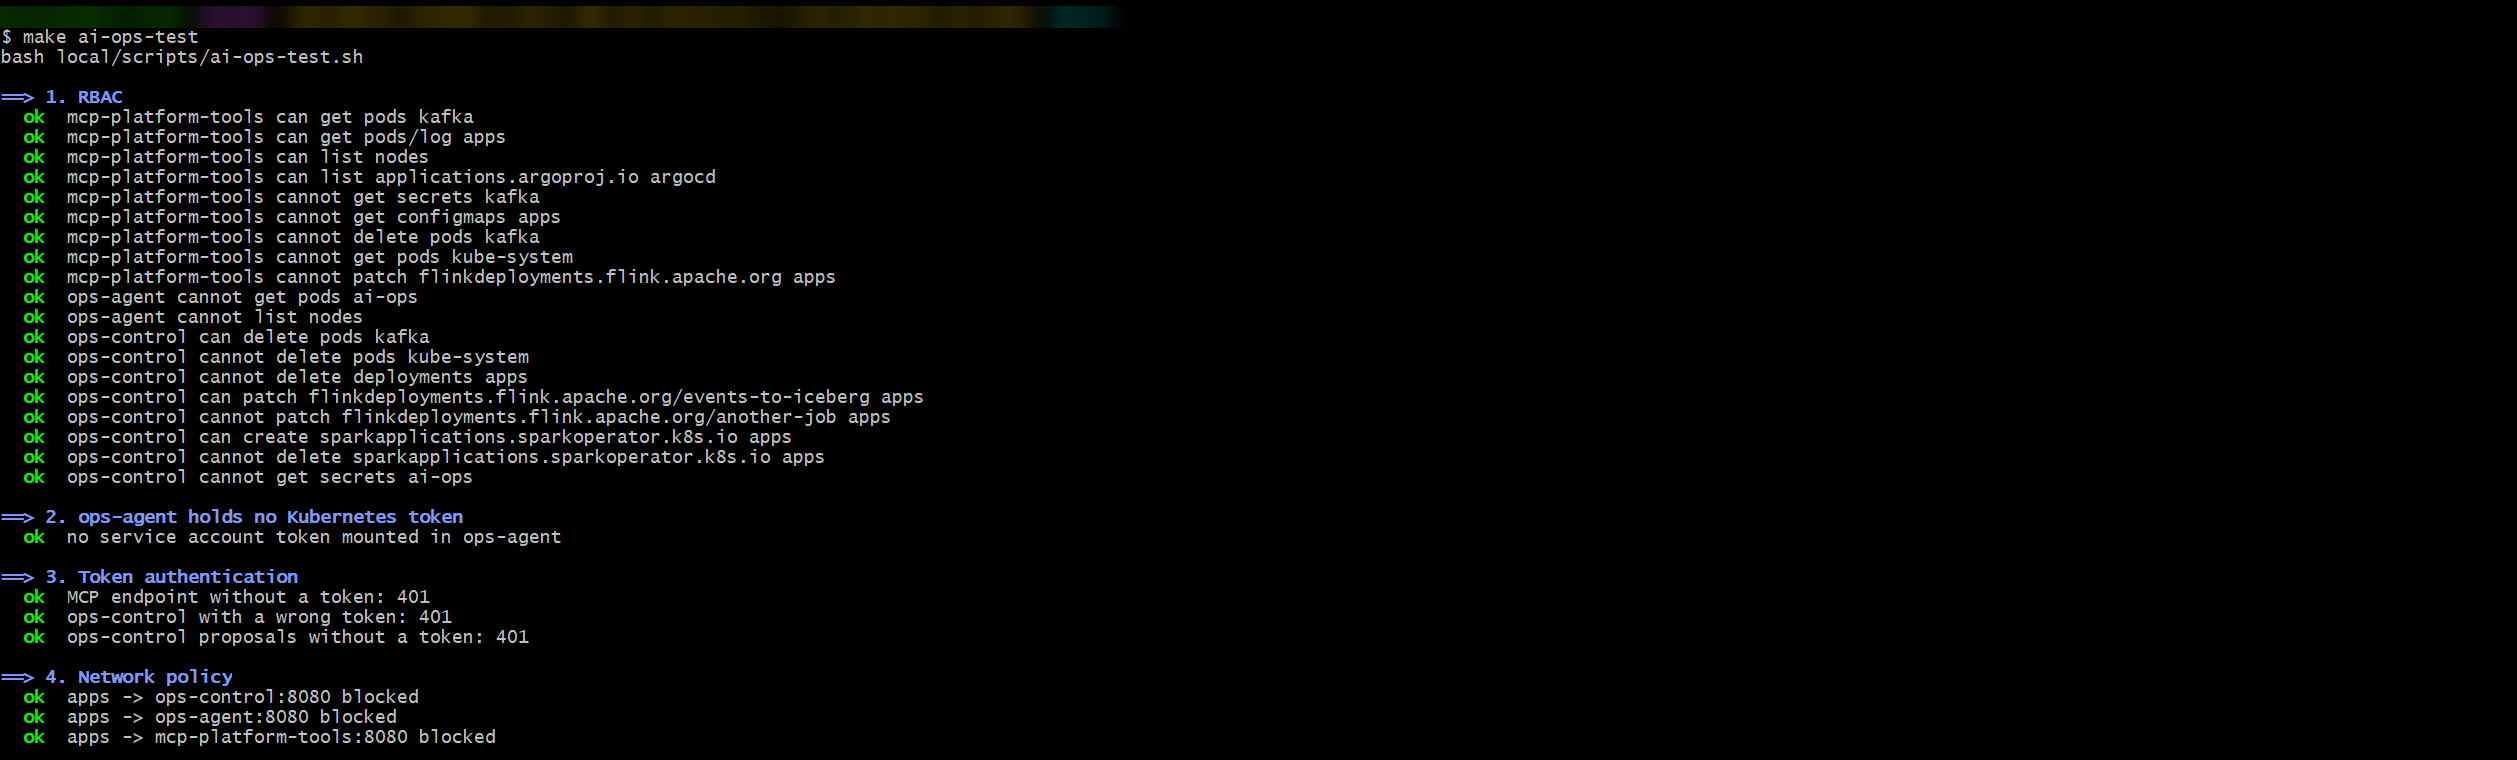 $ make ai-ops-test
bash local/scripts/ai-ops-test.sh
==> 1. RBAC
ok mcp-platform-tools can get pods kafka
ok mcp-platform-tools can get pods/log apps
ok mcp-platform-tools can list nodes
ok mcp-platform-tools can list applications.argoproj.io argocd
ok mcp-platform-tools cannot get secrets kafka
ok mcp-platform-tools cannot get configmaps apps
ok mcp-platform-tools cannot delete pods kafka
ok mcp-platform-tools cannot get pods kube-system
ok mcp-platform-tools cannot patch flinkdeployments.flink.apache.org apps
ok ops-agent cannot get pods ai-ops
ok ops-agent cannot list nodes
ok ops-control can delete pods kafka
ok ops-control cannot delete pods kube-system
ok ops-control cannot delete deployments apps
ok ops-control can patch flinkdeployments.flink.apache.org/events-to-iceberg apps
ok ops-control cannot patch flinkdeployments.flink.apache.org/another-job apps
ok ops-control can create sparkapplications.sparkoperator.k8s.io apps
ok ops-control cannot delete sparkapplications.sparkoperator.k8s.io apps
ok ops-control cannot get secrets ai-ops
==> 2. ops-agent holds no Kubernetes token
ok no service account token mounted in ops-agent
==> 3. Token authentication
ok MCP endpoint without a token: 401
ok ops-control with a wrong token: 401
ok ops-control proposals without a token: 401
==> 4. Network policy
ok apps -> ops-control:8080 blocked
ok apps -> ops-agent:8080 blocked
ok apps -> mcp-platform-tools:8080 blocked